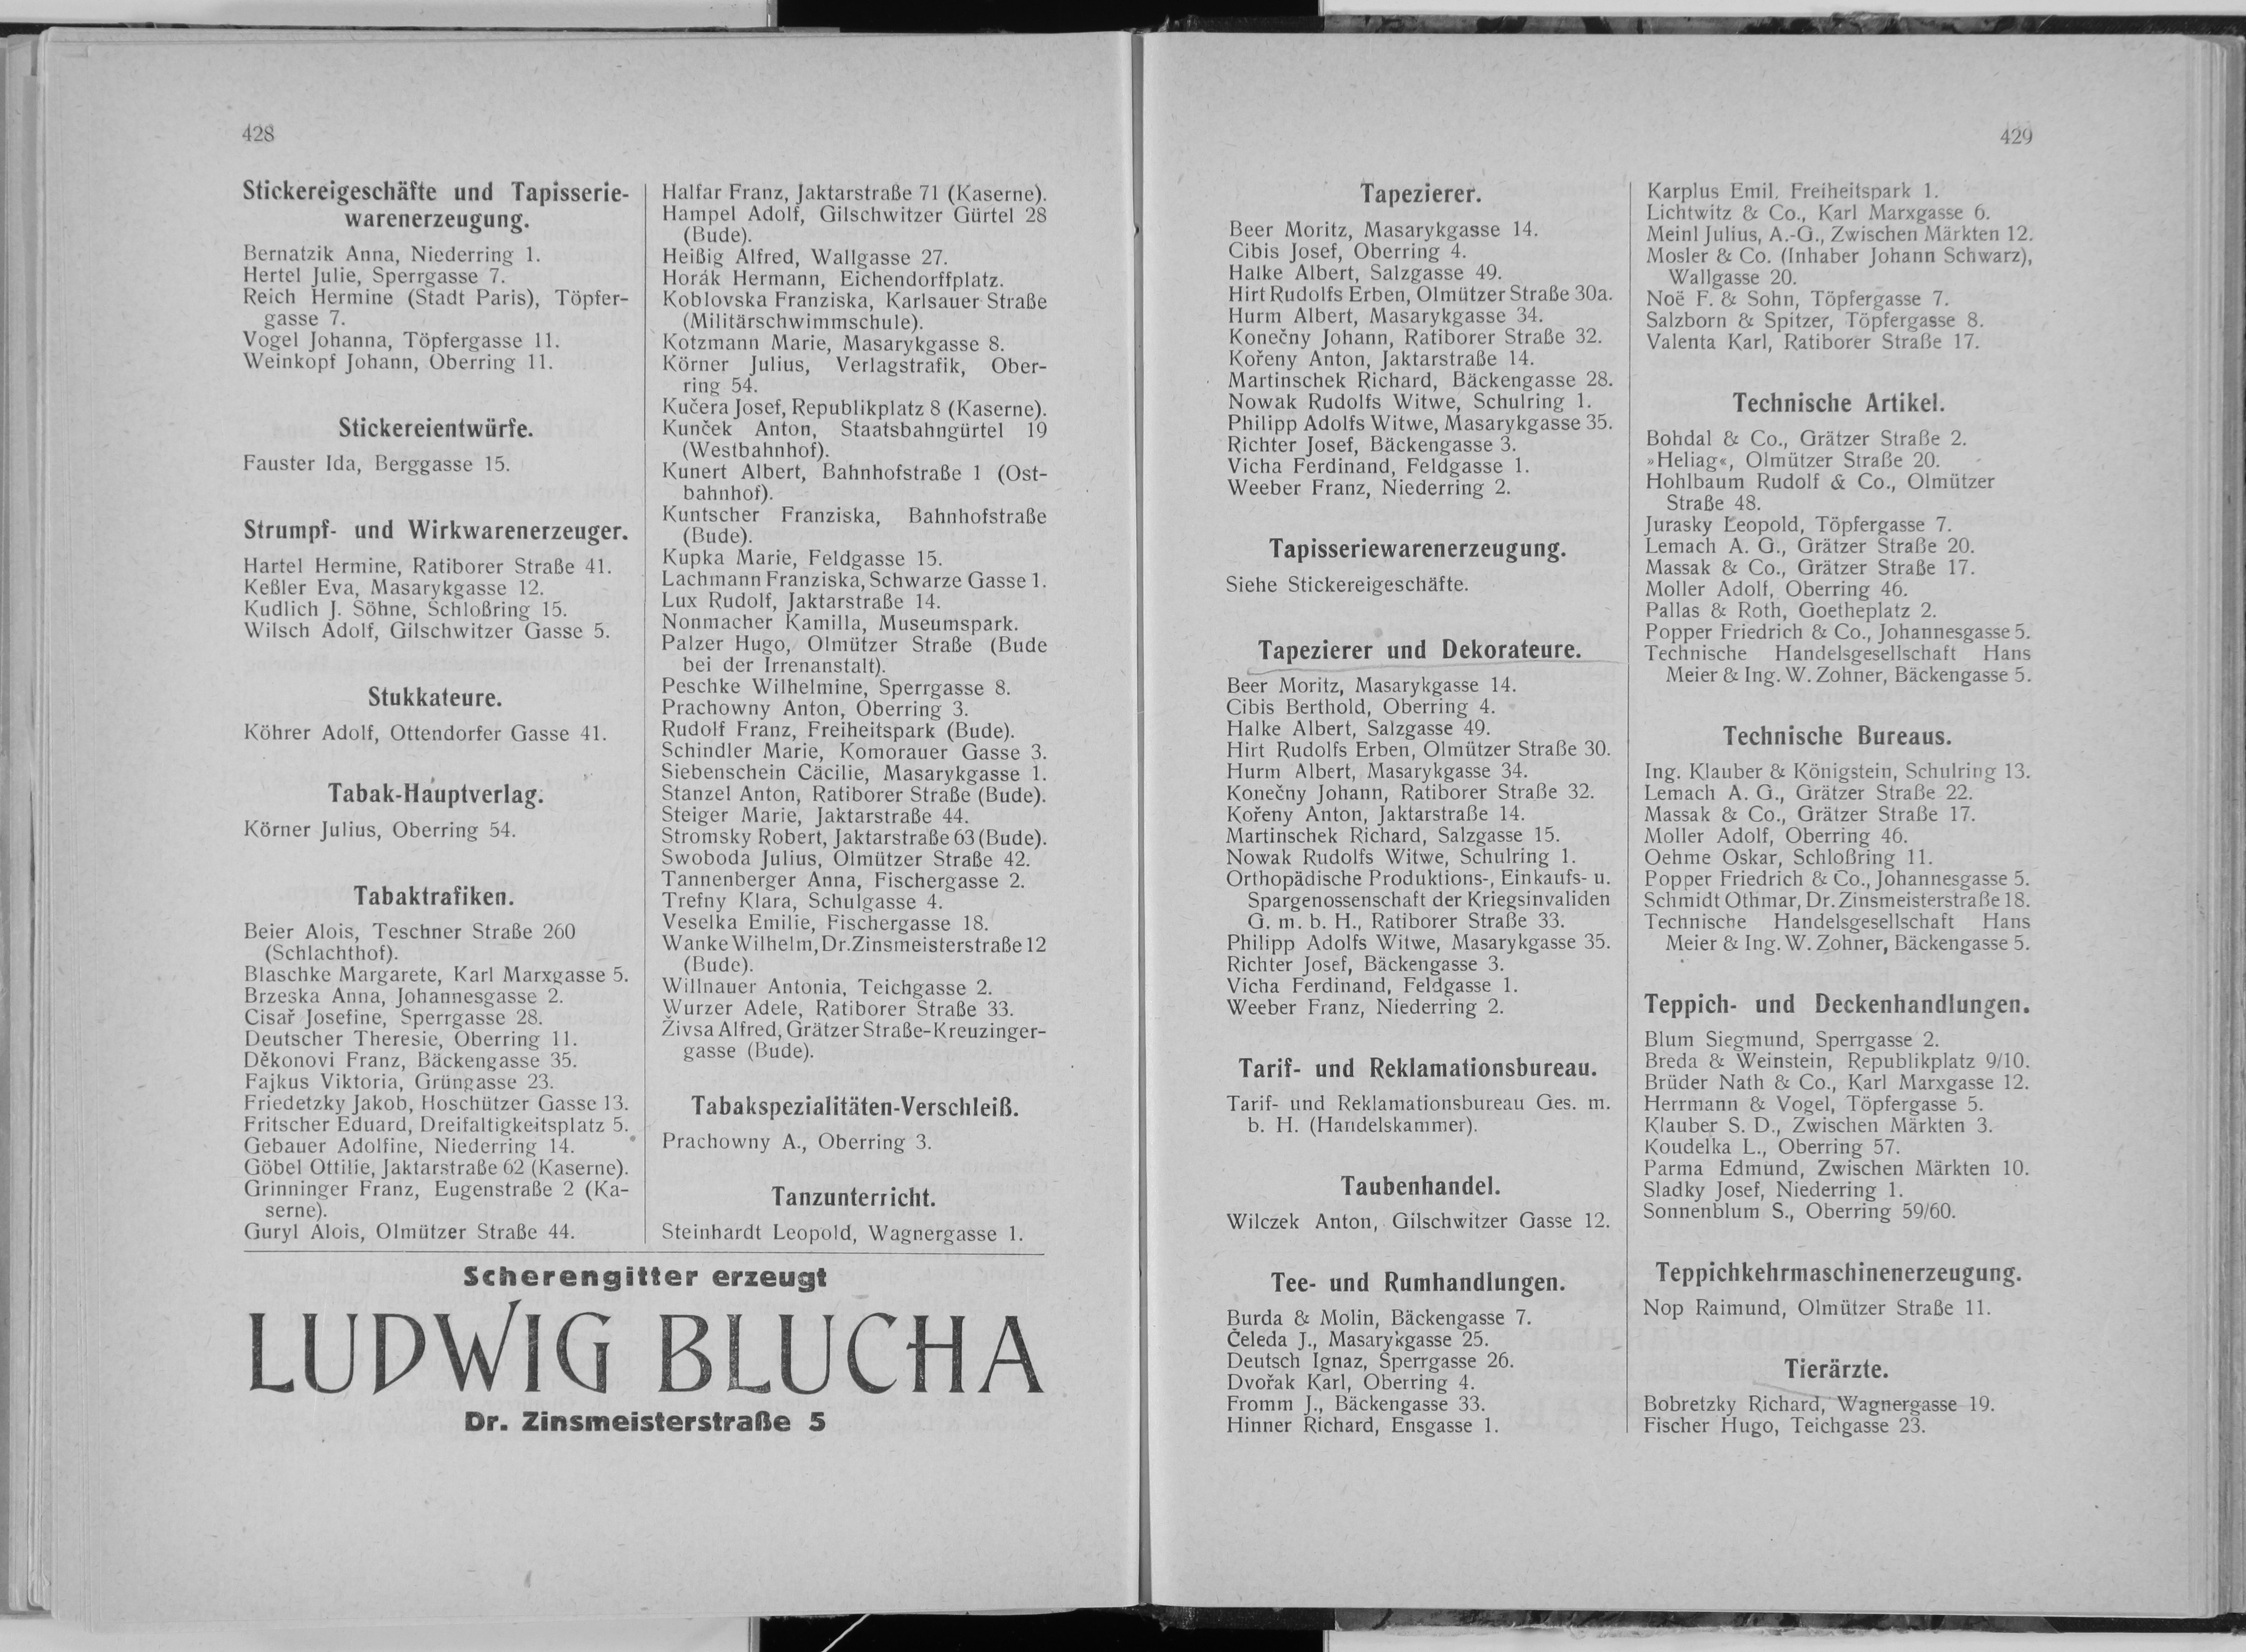 428
Stickereigeschäfte und Tapisserie-
warenerzeugung.
Bernatzik Anna, Niederring 1.
Hertel Julie, Sperrgasse 7.
Reich Hermine (Stadt Paris), Töpfer-
gasse 7.
Vogel Johanna, Töpfergasse 11.
Weinkopf Johann, Oberring 11.
Stickereientwürfe.
Fauster Ida, Berggasse 15.
Strumpf- und Wirkwarenerzeuger.
Hartel Hermine, Ratiborer Straße 41.
Keßler Eva, Masarykgasse 12.
Kudlich J. Söhne, Schloßring 15.
Wilsch Adolf, Gilschwitzer Gasse 5.
Stukkateure.
Köhrer Adolf, Ottendorfer Gasse 41.
Tabak-Hauptverlag.
Körner Julius, Oberring 54.
Tabaktrafiken.
Beier Alois, Teschner Straße 260
(Schlachthof).
Blaschke Margarete, Karl Marxgasse 5.
Brzeska Anna, Johannesgasse 2.
Cisař Josefine, Sperrgasse 28.
Deutscher Theresie, Oberring 11.
Děkonovi Franz, Bäckengasse 35.
Fajkus Viktoria, Grüngasse 23.
Friedetzky Jakob, Hoschützer Gasse 13.
Fritscher Eduard, Dreifaltigkeitsplatz 5.
Gebauer Adolfine, Niederring 14.
Göbel Ottilie, Jaktarstraße 62 (Kaserne).
Grinninger Franz, Eugenstraße 2 (Ka-
serne).
Guryl Alois, Olmützer Straße 44.
Halfar Franz, Jaktarstraße 71 (Kaserne).
Hampel Adolf, Gilschwitzer Gürtel 28
(Bude).
Heißig Alfred, Wallgasse 27.
Horák Hermann, Eichendorffplatz.
Koblovska Franziska, Karlsauer Straße
(Militärschwimmschule).
Kotzmann Marie, Masarykgasse 8.
Körner Julius, Verlagstrafik, Ober-
ring 54.
Kučera Josef, Republikplatz 8 (Kaserne).
Kunček Anton, Staatsbahngürtel 19
(Westbahnhof).
Kunert Albert, Bahnhofstraße 1 (Ost-
bahnhof).
Kuntscher Franziska, Bahnhofstraße
(Bude).
Kupka Marie, Feldgasse 15.
Lachmann Franziska, Schwarze Gasse 1.
Lux Rudolf, Jaktarstraße 14.
Nonmacher Kamilla, Museumspark.
Palzer Hugo, Olmützer Straße (Bude
bei der Irrenanstalt).
Peschke Wilhelmine, Sperrgasse 8.
Prachowny Anton, Oberring 3.
Rudolf Franz, Freiheitspark (Bude).
Schindler Marie, Komorauer Gasse 3.
Siebenschein Cäcilie, Masarykgasse 1.
Stanzel Anton, Ratiborer Straße (Bude).
Steiger Marie, Jaktarstraße 44.
Stromsky Robert, Jaktarstraße 63 (Bude).
Swoboda Julius, Olmützer Straße 42.
Tannenberger Anna, Fischergasse 2.
Trefny Klara, Schulgasse 4.
Veselka Emilie, Fischergasse 18.
Wanke Wilhelm, Dr. Zinsmeisterstraße 12
(Bude).
Willnauer Antonia, Teichgasse 2.
Wurzer Adele, Ratiborer Straße 33.
Živsa Alfred, Grätzer Straße-Kreuzinger-
gasse (Bude).
Tabakspezialitäten-Verschleiß.
Prachowny A., Oberring 3.
Tanzunterricht.
Steinhardt Leopold, Wagnergasse 1.
Scherengitter erzeugt
LUDWIG BLUCHA
Dr. Zinsmeisterstraße 5
429
Tapezierer.
Beer Moritz, Masarykgasse 14.
Cibis Josef, Oberring 4.
Halke Albert, Salzgasse 49.
Hirt Rudolfs Erben, Olmützer Straße 30a.
Hurm Albert, Masarykgasse 34.
Konečny Johann, Ratiborer Straße 32.
Kořeny Anton, Jaktarstraße 14.
Martinschek Richard, Bäckengasse 28.
Nowak Rudolfs Witwe, Schulring 1.
Philipp Adolfs Witwe, Masarykgasse 35.
Richter Josef, Bäckengasse 3.
Vicha Ferdinand, Feldgasse 1.
Weeber Franz, Niederring 2.
Tapisseriewarenerzeugung.
Siehe Stickereigeschäfte.
Tapezierer und Dekorateure.
Beer Moritz, Masarykgasse 14.
Cibis Berthold, Oberring 4.
Halke Albert, Salzgasse 49.
Hirt Rudolfs Erben, Olmützer Straße 30.
Hurm Albert, Masarykgasse 34.
Konečny Johann, Ratiborer Straße 32.
Kořeny Anton, Jaktarstraße 14.
Martinschek Richard, Salzgasse 15.
Nowak Rudolfs Witwe, Schulring 1.
Orthopädische Produktions-, Einkaufs- u.
Spargenossenschaft der Kriegsinvaliden
G. m. b. H., Ratiborer Straße 33.
Philipp Adolfs Witwe, Masarykgasse 35.
Richter Josef, Bäckengasse 3.
Vicha Ferdinand, Feldgasse 1.
Weeber Franz, Niederring 2.
Tarif- und Reklamationsbureau.
Tarif- und Reklamationsbureau Ges. m.
b. H. (Handelskammer).
Taubenhandel.
Wilczek Anton, Gilschwitzer Gasse 12.
Tee- und Rumhandlungen.
Burda & Molin, Bäckengasse 7.
Čeleda J., Masarykgasse 25.
Deutsch Ignaz, Sperrgasse 26.
Dvořak Karl, Oberring 4.
Fromm J., Bäckengasse 33.
Hinner Richard, Ensgasse 1.
Karplus Emil, Freiheitspark 1.
Lichtwitz & Co., Karl Marxgasse 6.
Meinl Julius, A.-G., Zwischen Märkten 12.
Mosler & Co. (Inhaber Johann Schwarz),
Wallgasse 20.
Noë F. & Sohn, Töpfergasse 7.
Salzborn & Spitzer, Töpfergasse 8.
Valenta Karl, Ratiborer Straße 17.
Technische Artikel.
Bohdal & Co., Grätzer Straße 2.
»Heliag«, Olmützer Straße 20.
Hohlbaum Rudolf & Co., Olmützer
Straße 48.
Jurasky Leopold, Töpfergasse 7.
Lemach A. G., Grätzer Straße 20.
Massak & Co., Grätzer Straße 17.
Moller Adolf, Oberring 46.
Pallas & Roth, Goetheplatz 2.
Popper Friedrich & Co., Johannesgasse 5.
Technische Handelsgesellschaft Hans
Meier & Ing. W. Zohner, Bäckengasse 5.
Technische Bureaus.
Ing. Klauber & Königstein, Schulring 13.
Lemach A. G., Grätzer Straße 22.
Massak & Co., Grätzer Straße 17.
Moller Adolf, Oberring 46.
Oehme Oskar, Schloßring 11.
Popper Friedrich & Co., Johannesgasse 5.
Schmidt Othmar, Dr. Zinsmeisterstraße 18.
Technische Handelsgesellschaft Hans
Meier & Ing. W. Zohner, Bäckengasse 5.
Teppich- und Deckenhandlungen.
Blum Siegmund, Sperrgasse 2.
Breda & Weinstein, Republikplatz 9/10.
Brüder Nath & Co., Karl Marxgasse 12.
Herrmann & Vogel, Töpfergasse 5.
Klauber S. D., Zwischen Märkten 3.
Koudelka L., Oberring 57.
Parma Edmund, Zwischen Märkten 10.
Sladky Josef, Niederring 1.
Sonnenblum S., Oberring 59/60.
Teppichkehrmaschinenerzeugung.
Nop Raimund, Olmützer Straße 11.
Tierärzte.
Bobretzky Richard, Wagnergasse 19.
Fischer Hugo, Teichgasse 23.